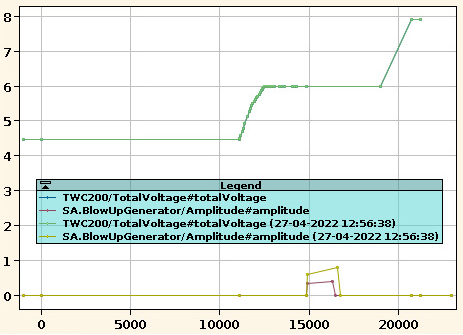 8
7
6
5
4
3
2
1
0
Legend
TWC200/TotalVoltage#totalVoltage
SA.BlowUpGenerator/Amplitude#amplitude
TWC200/TotalVoltage#totalVoltage (27-04-2022 12:56:38)
SA.BlowUpGenerator/Amplitude#amplitude (27-04-2022 12:56:38)
0 5000 10000 15000 20000